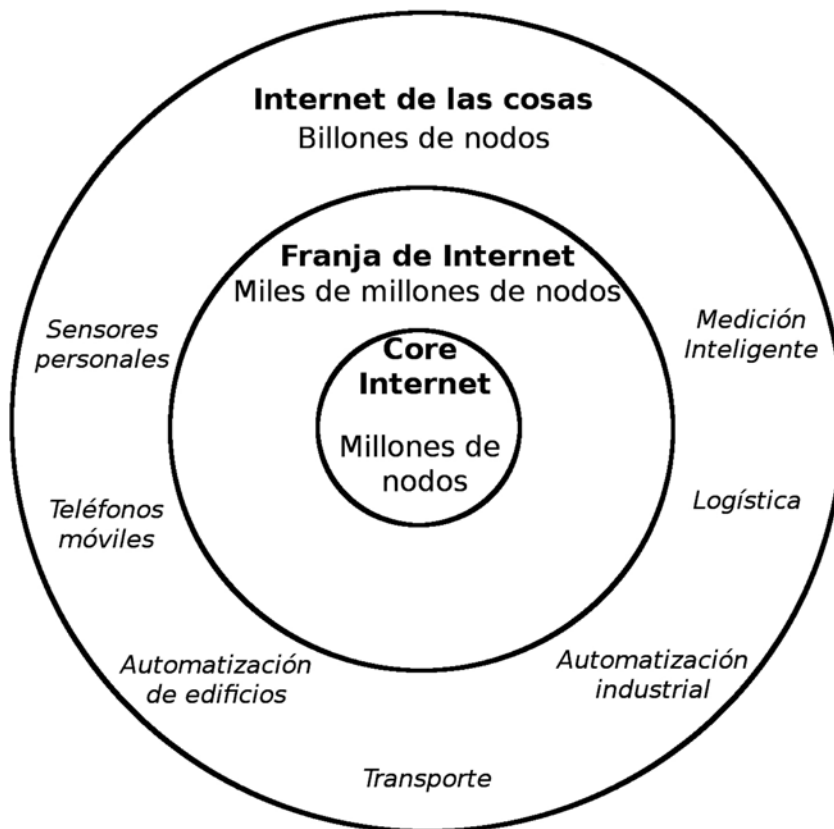 Internet de las cosas
Billones de nodos
Franja de Internet
Miles de millones de nodos
Core
Internet
Millones de
nodos
Sensores
personales
Medición
Inteligente
Teléfonos
móviles
Logística
Automatización
de edificios
Automatización
industrial
Transporte